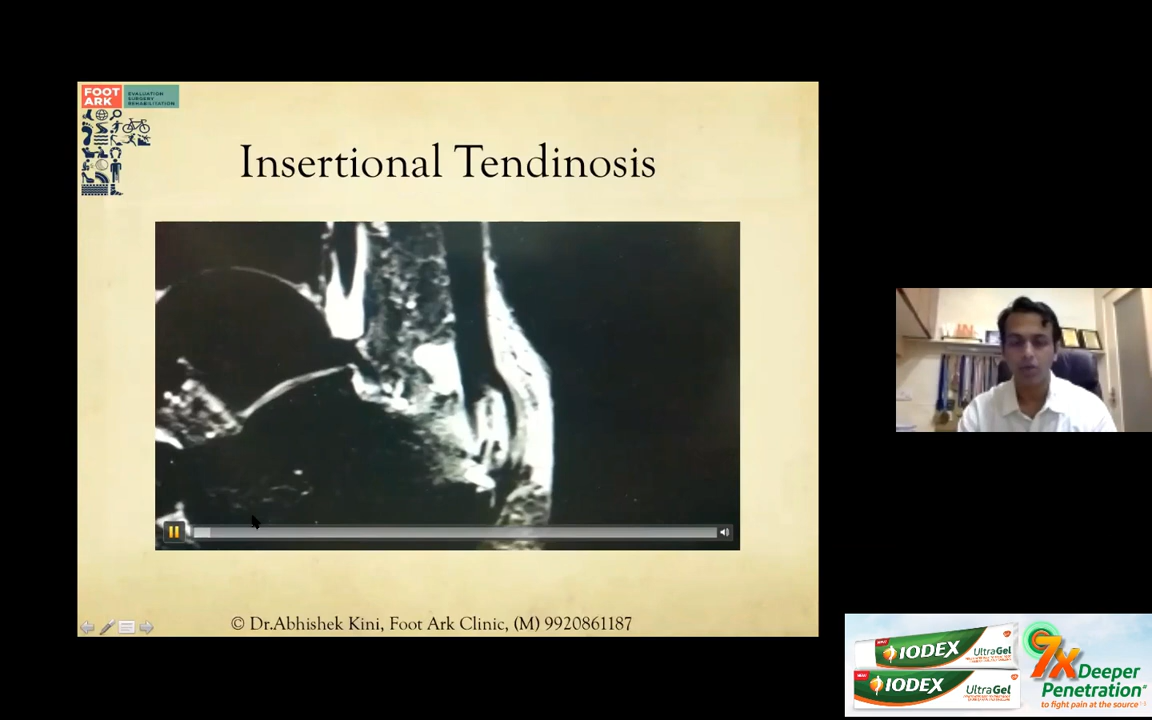 FOOT
ARK
EVALUATION
SURGERY
REHABILITATION
Insertional Tendinosis
© Dr.Abhishek Kini, Foot Ark Clinic, (M) 9920861187
IODEX
UltraGel
IODEX
UltraGel
7x
Deeper
Penetration
to fight pain at the source